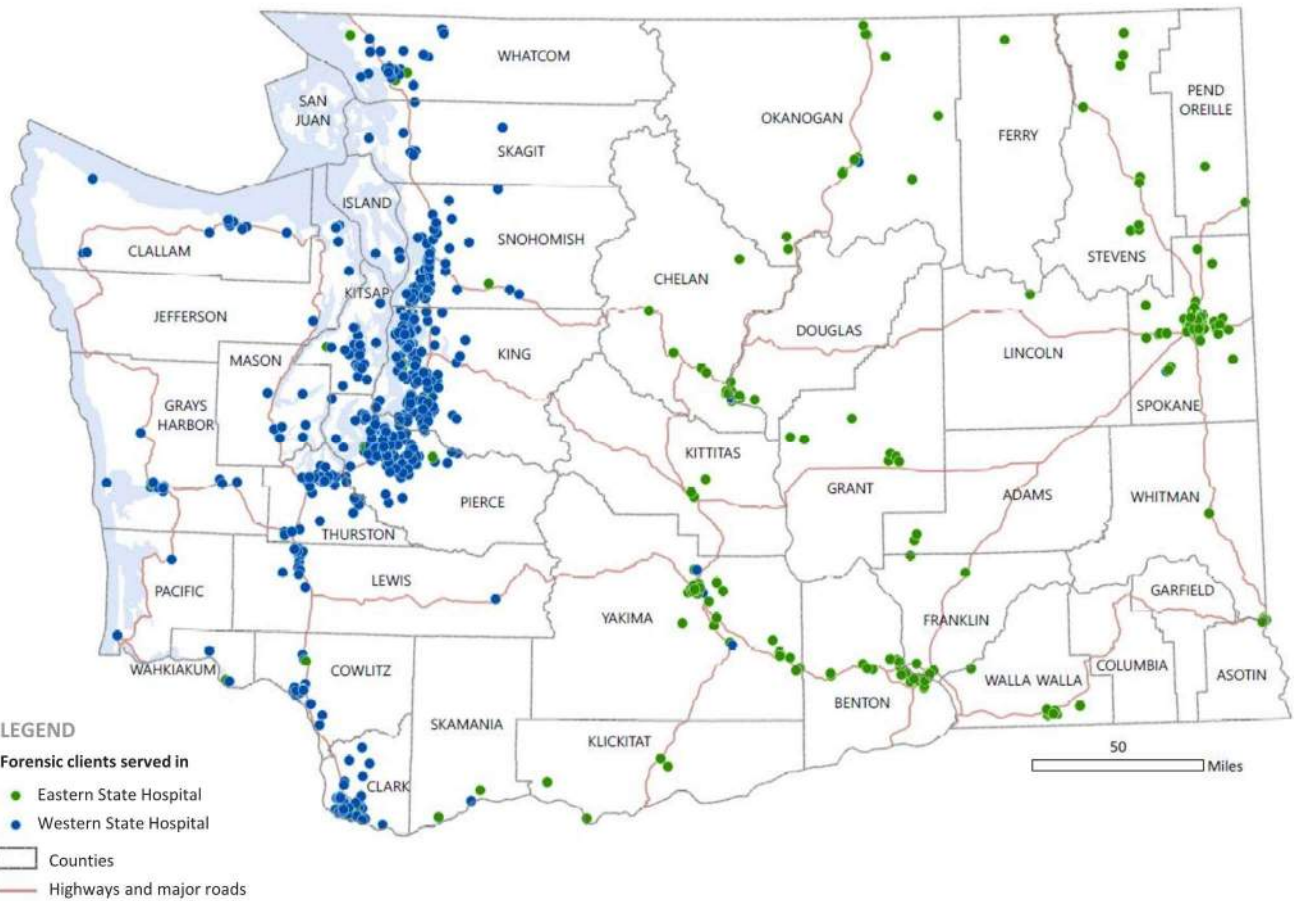 WHATCOM
SAN
JUAN
SKAGIT
ISLAND
SNOHOMISH
CLALLAM
KITSAP
JEFFERSON
MASON
KING
GRAYS
HARBOR
PIERCE
THURSTON
LEWIS
PACIFIC
WAHKIAKUM
COWLITZ
SKAMANIA
CLARK
OKANOGAN
FERRY
PEND
OREILLE
STEVENS
CHELAN
DOUGLAS
LINCOLN
SPOKANE
KITTITAS
GRANT
ADAMS
WHITMAN
YAKIMA
FRANKLIN
GARFIELD
BENTON
WALLA WALLA
COLUMBIA
ASOTIN
KLICKITAT
50
Miles
LEGEND
Forensic clients served in
Eastern State Hospital
Western State Hospital
Counties
Highways and major roads